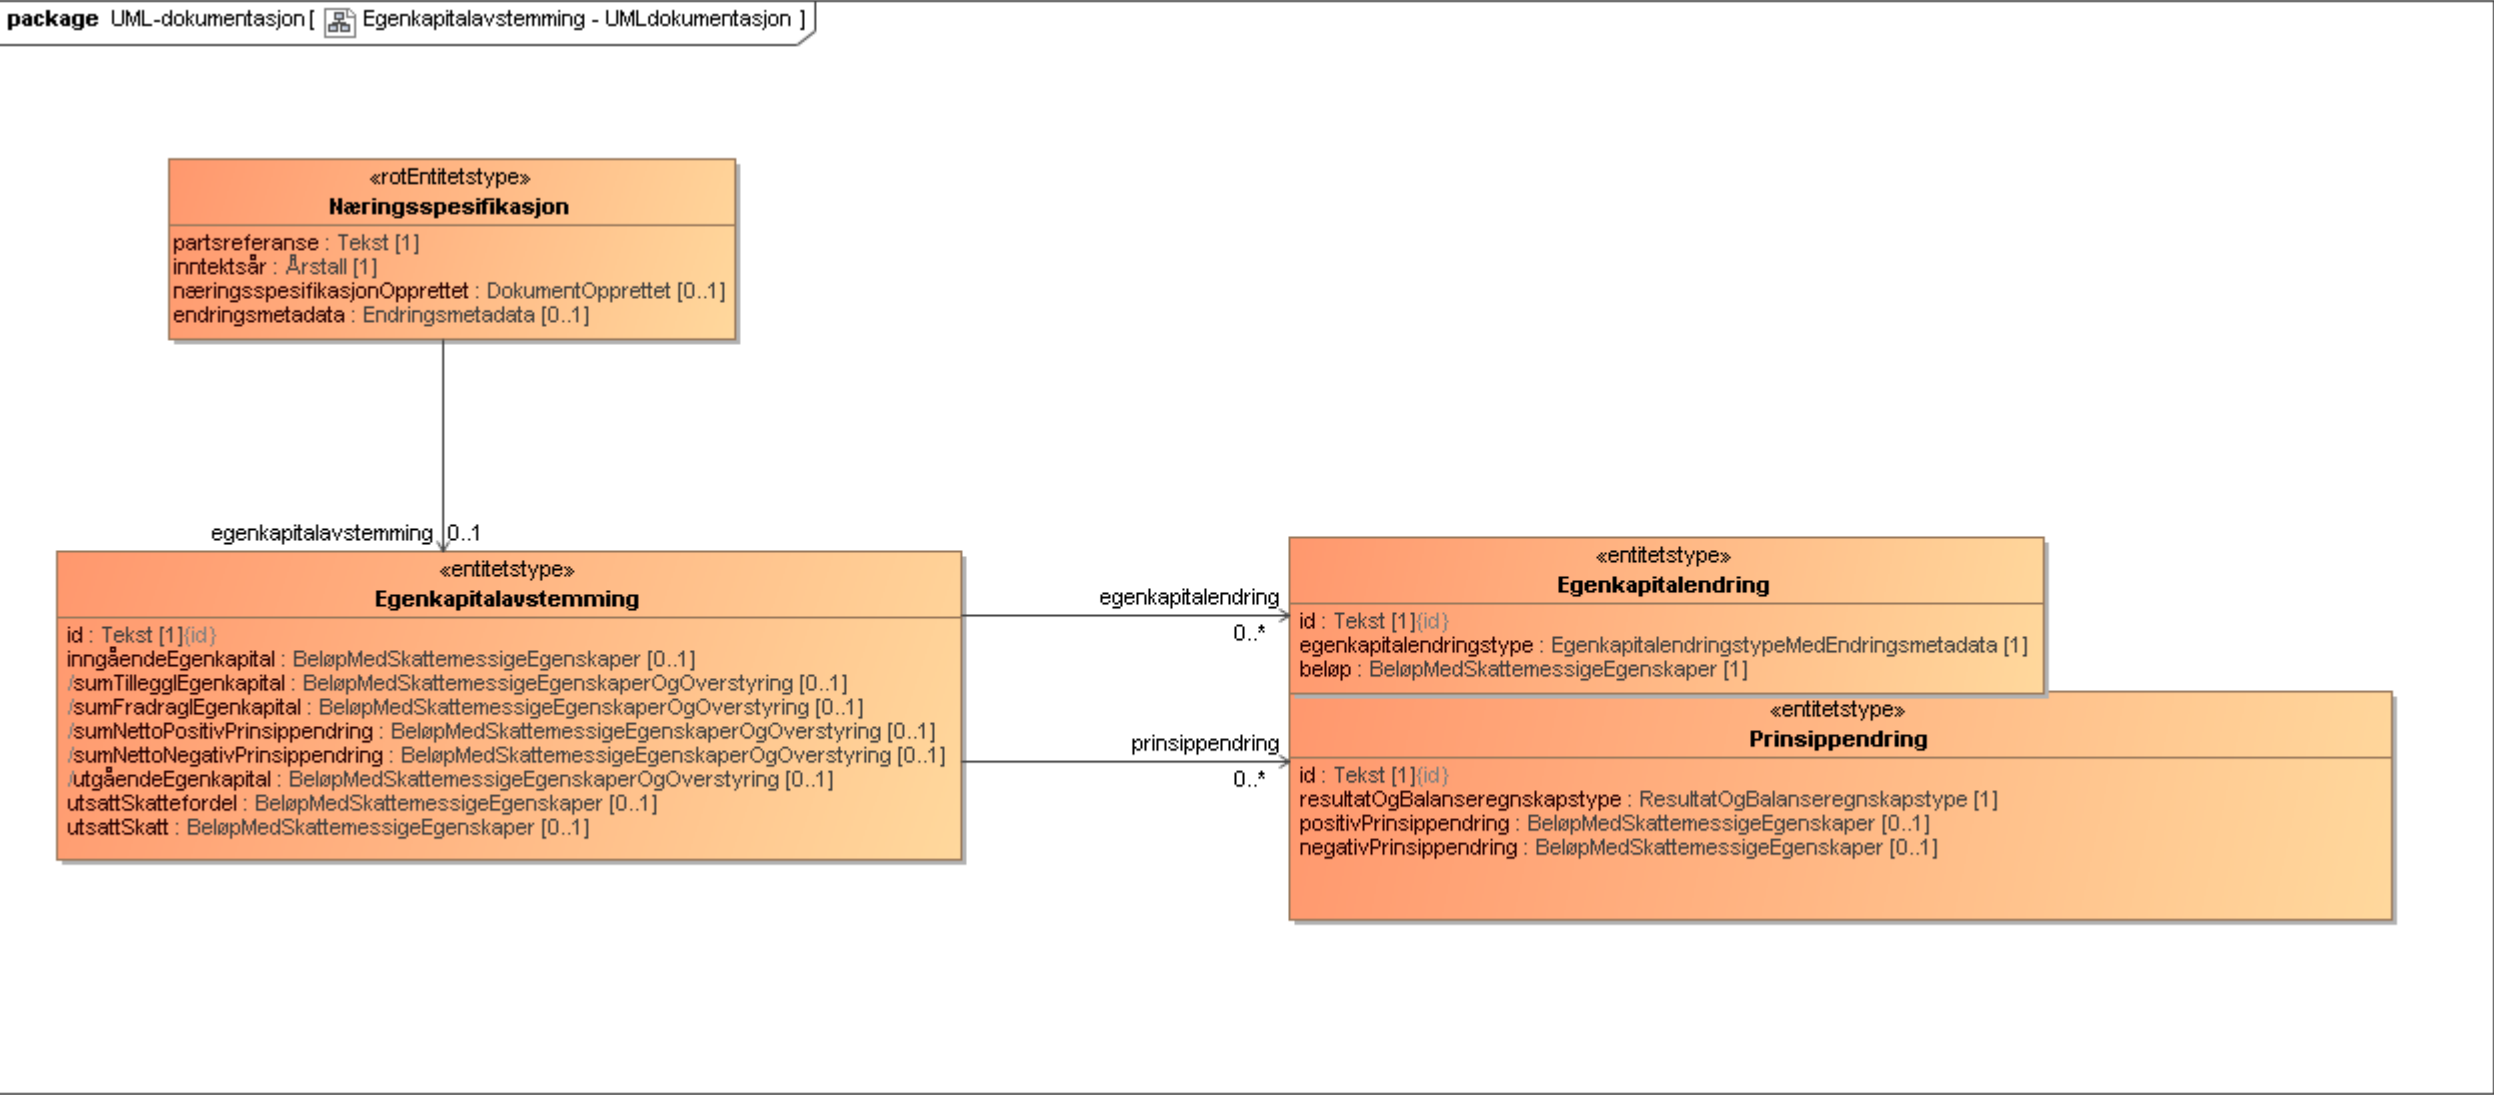 package UML-dokumentasjon [ Egenkapitalavstemming - UMLdokumentasjon ]
«rotEntitetstype»
Næringsspesifikasjon
partsreferanse : Tekst [1]
inntektsår : Årstall [1]
næringsspesifikasjonOpprettet : DokumentOpprettet [0..1]
endringsmetadata : Endringsmetadata [0..1]
egenkapitalavstemming 0..1
«entitetstype»
Egenkapitalavstemming
id : Tekst [1]{id}
inngåendeEgenkapital : BeløpMedSkattemessigeEgenskaper [0..1]
/sumTilleggIEgenkapital : BeløpMedSkattemessigeEgenskaperOgOverstyring [0..1]
/sumFradragIEgenkapital : BeløpMedSkattemessigeEgenskaperOgOverstyring [0..1]
/sumNettoPositivPrinsippendring : BeløpMedSkattemessigeEgenskaperOgOverstyring [0..1]
/sumNettoNegativPrinsippendring : BeløpMedSkattemessigeEgenskaperOgOverstyring [0..1]
/utgåendeEgenkapital : BeløpMedSkattemessigeEgenskaperOgOverstyring [0..1]
utsattSkattefordel : BeløpMedSkattemessigeEgenskaper [0..1]
utsattSkatt : BeløpMedSkattemessigeEgenskaper [0..1]
egenkapitalendring
0..*
prinsippendring
0..*
«entitetstype»
Egenkapitalendring
id : Tekst [1]{id}
egenkapitalendringstype : EgenkapitalendringstypeMedEndringsmetadata [1]
beløp : BeløpMedSkattemessigeEgenskaper [1]
«entitetstype»
Prinsippendring
id : Tekst [1]{id}
resultatOgBalanseregnskapstype : ResultatOgBalanseregnskapstype [1]
positivPrinsippendring : BeløpMedSkattemessigeEgenskaper [0..1]
negativPrinsippendring : BeløpMedSkattemessigeEgenskaper [0..1]